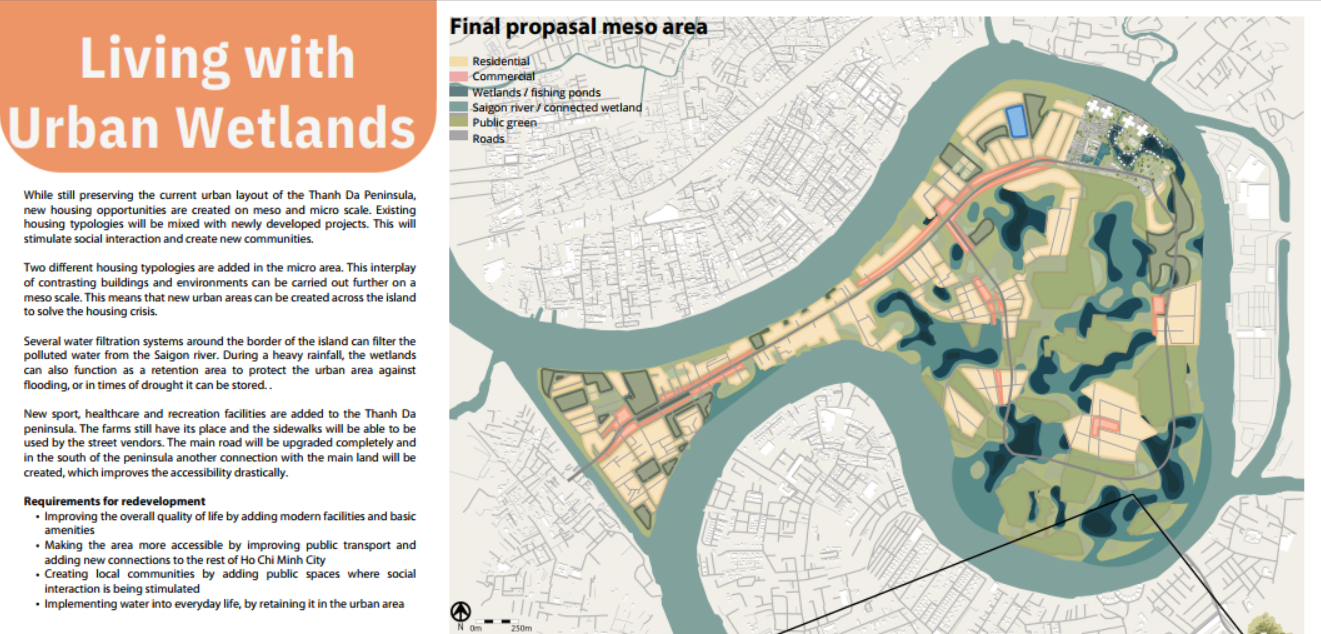 Living with
Urban Wetlands
While still preserving the current urban layout of the Thanh Da Peninsula,
new housing opportunities are created on meso and micro scale. Existing
housing typologies will be mixed with newly developed projects. This will
stimulate social interaction and create new communities.
Two different housing typologies are added in the micro area. This interplay
of contrasting buildings and environments can be carried out further on a
meso scale. This means that new urban areas can be created across the island
to solve the housing crisis.
Several water filtration systems around the border of the island can filter the
polluted water from the Saigon river. During a heavy rainfall, the wetlands
can also function as a retention area to protect the urban area against
flooding, or in times of drought it can be stored. .
New sport, healthcare and recreation facilities are added to the Thanh Da
peninsula. The farms still have its place and the sidewalks will be able to be
used by the street vendors. The main road will be upgraded completely and
in the south of the peninsula another connection with the main land will be
created, which improves the accessibility drastically.
Requirements for redevelopment
• Improving the overall quality of life by adding modern facilities and basic
amenities
• Making the area more accessible by improving public transport and
adding new connections to the rest of Ho Chi Minh City
• Creating local communities by adding public spaces where social
interaction is being stimulated
• Implementing water into everyday life, by retaining it in the urban area
Final propasal meso area
Residential
Commercial
Wetlands / fishing ponds
Saigon river / connected wetland
Public green
Roads
N 0m 250m